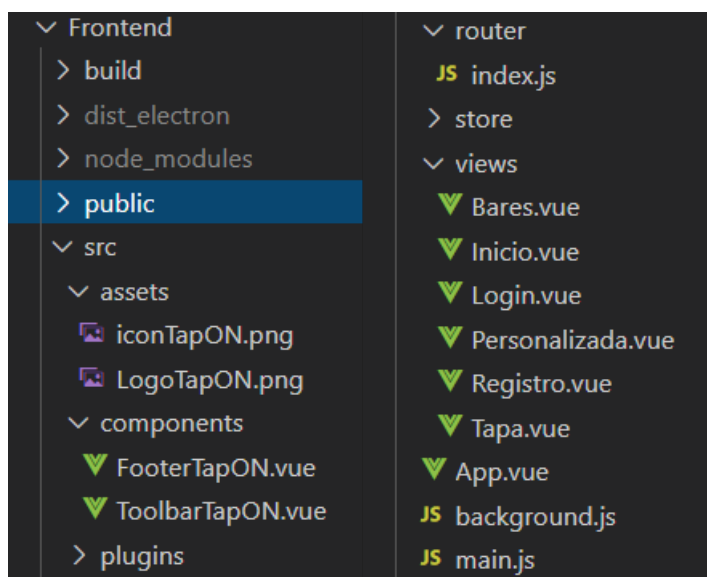 Frontend
build
dist_electron
node_modules
public
src
assets
iconTapON.png
LogoTapON.png
components
FooterTapON.vue
ToolbarTapON.vue
plugins
router
JS index.js
store
views
Bares.vue
Inicio.vue
Login.vue
Personalizada.vue
Registro.vue
Tapa.vue
App.vue
JS background.js
JS main.js